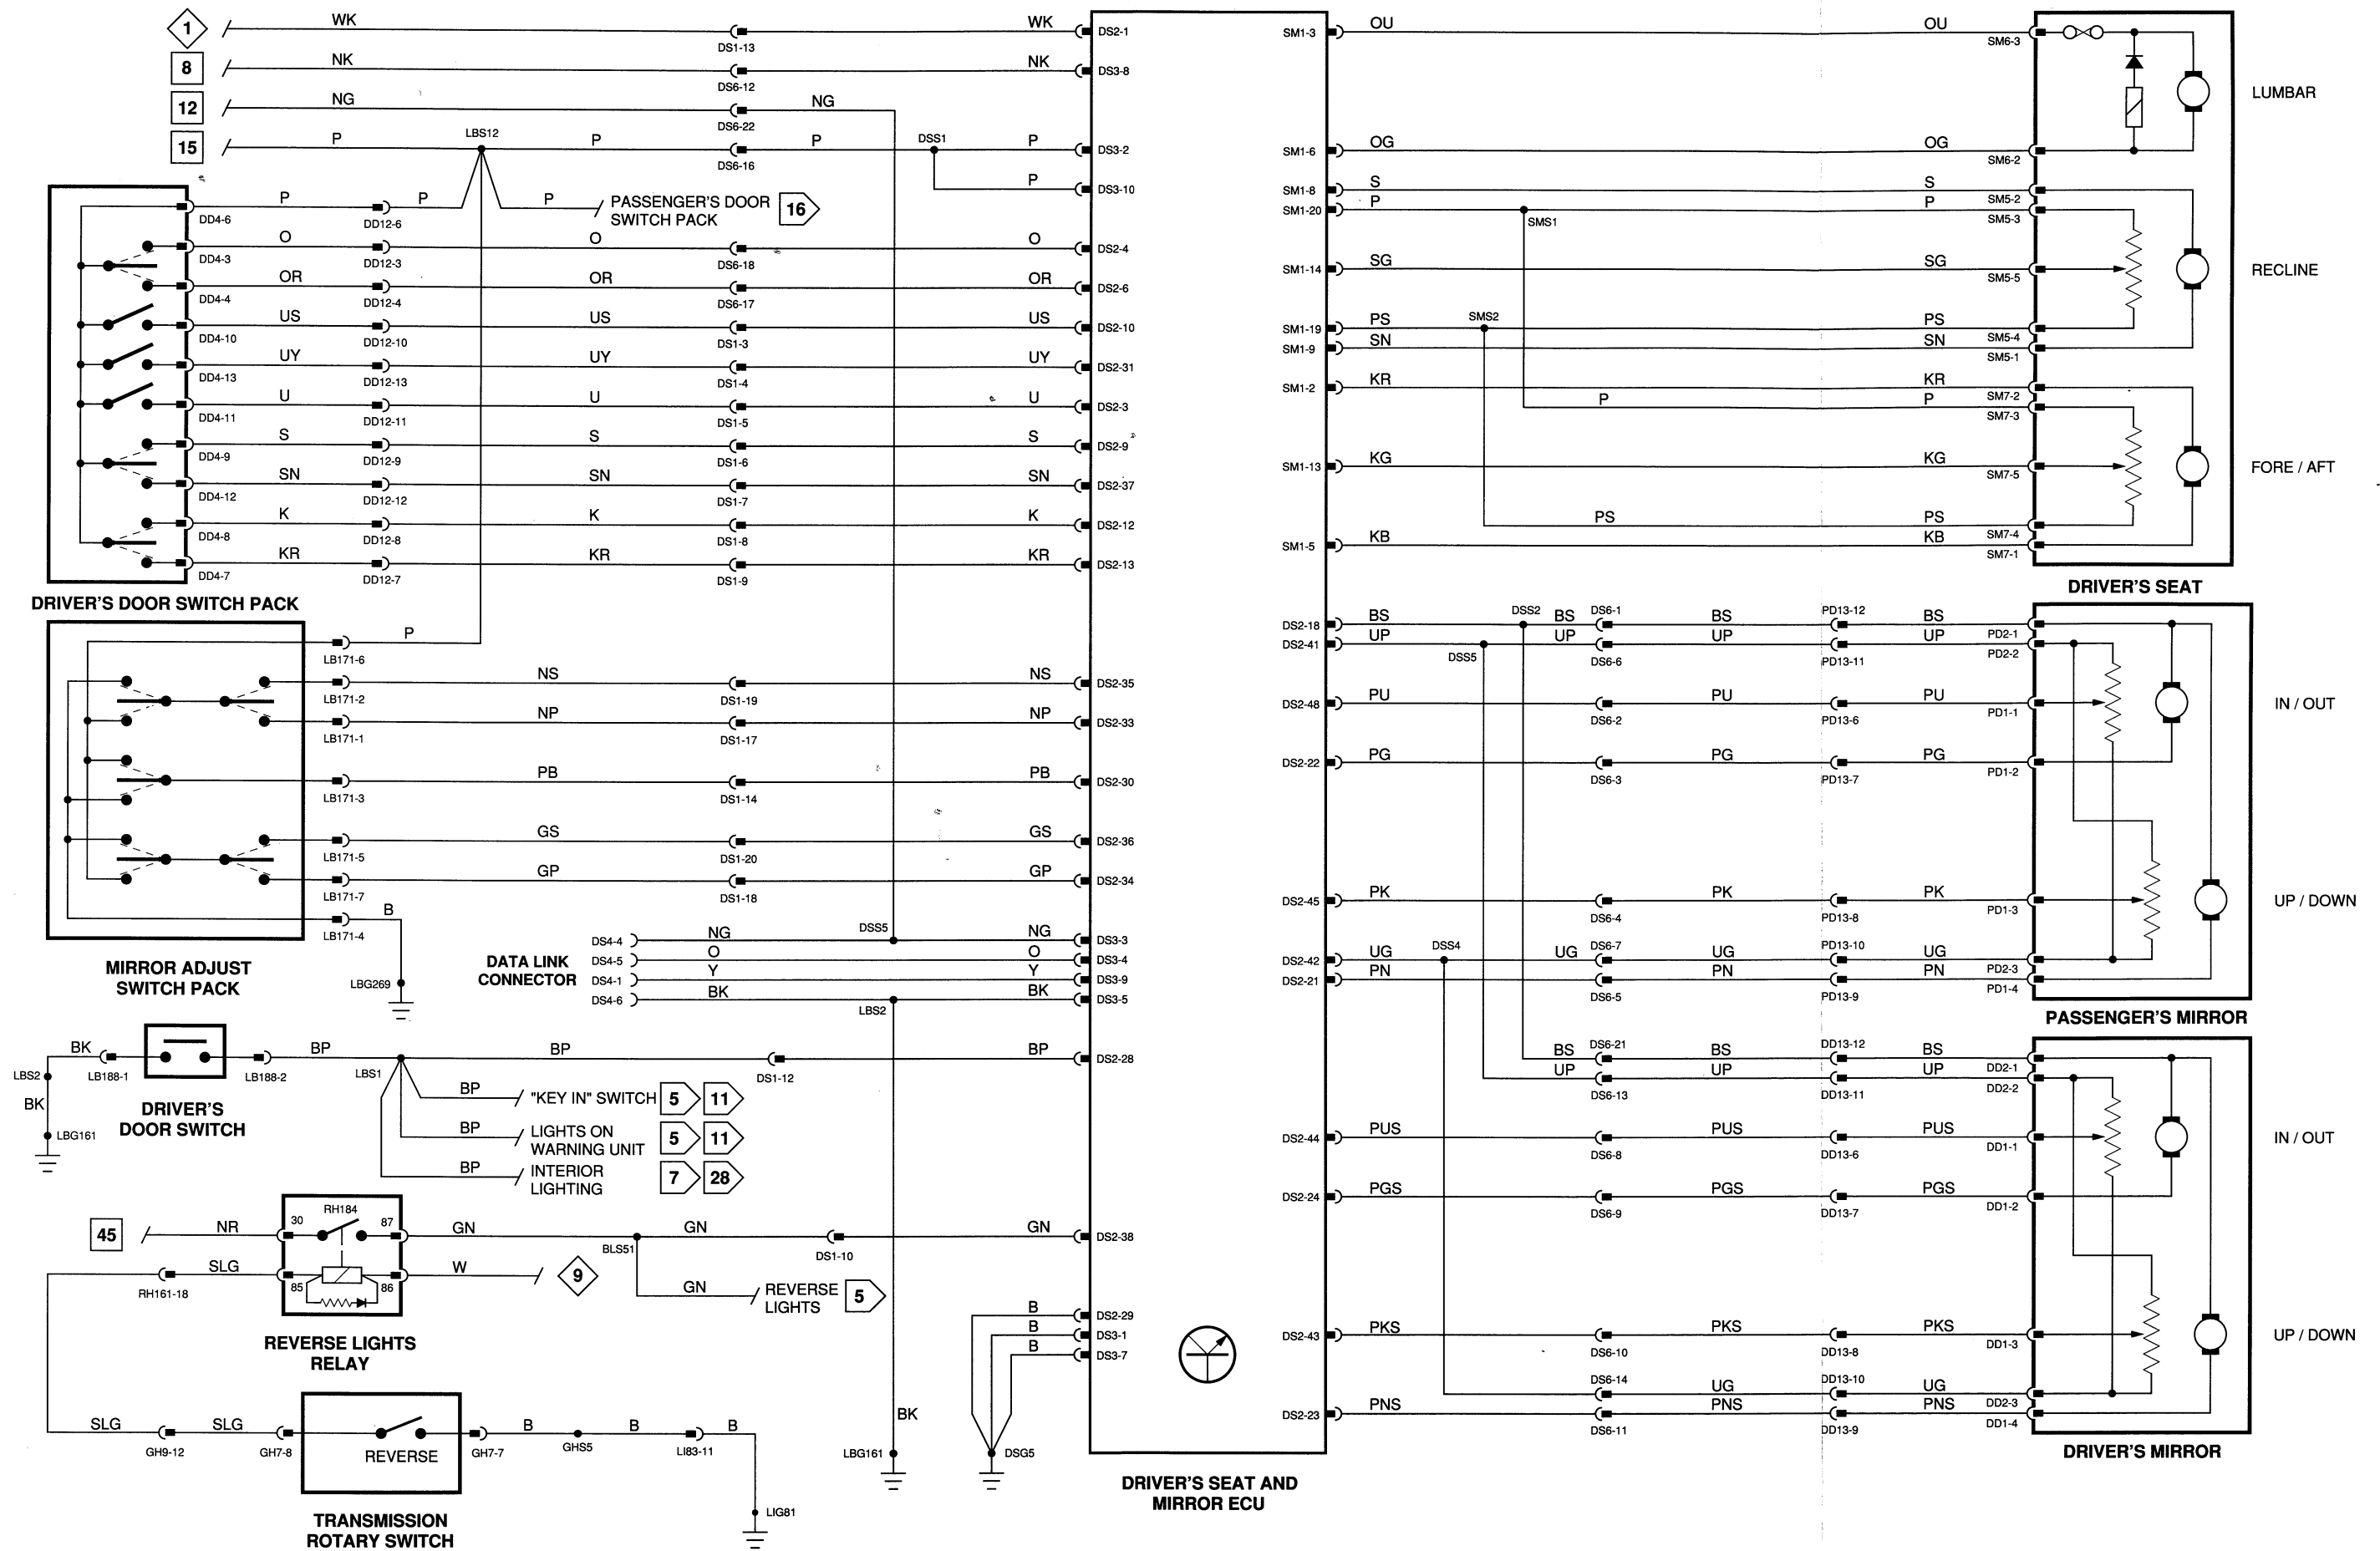 1 WK DS1-13 WK DS2-1
8 NK DS6-12 NK DS3-8
12 NG DS6-22 NG
15 P LBS12 P DS6-16 P DSS1 P DS3-2
P DS3-10
DD4-6 P DD12-6 P P PASSENGER'S DOOR
SWITCH PACK 16
DD4-3 O DD12-3 O DS6-18 O DS2-4
DD4-4 OR DD12-4 OR DS6-17 OR DS2-6
DD4-10 US DD12-10 US DS1-3 US DS2-10
DD4-13 UY DD12-13 UY DS1-4 UY DS2-31
DD4-11 U DD12-11 U DS1-5 U DS2-3
DD4-9 S DD12-9 S DS1-6 S DS2-9
DD4-12 SN DD12-12 SN DS1-7 SN DS2-37
DD4-8 K DD12-8 K DS1-8 K DS2-12
DD4-7 KR DD12-7 KR DS1-9 KR DS2-13
DRIVER'S DOOR SWITCH PACK
LB171-6 P
LB171-2 NS DS1-19 NS DS2-35
LB171-1 NP DS1-17 NP DS2-33
LB171-3 PB DS1-14 PB DS2-30
LB171-5 GS DS1-20 GS DS2-36
LB171-7 GP DS1-18 GP DS2-34
LB171-4 B LBG269
MIRROR ADJUST
SWITCH PACK
DATA LINK
CONNECTOR
DS4-4 NG DSS5 NG DS3-3
DS4-5 O O DS3-4
DS4-1 Y Y DS3-9
DS4-6 BK LBS2 BK DS3-5
LBS2 BK LB188-1 LB188-2 BP LBS1 BP DS1-12 BP DS2-28
BK LBG161
DRIVER'S
DOOR SWITCH
BP "KEY IN" SWITCH 5 11
BP LIGHTS ON
WARNING UNIT 5 11
BP INTERIOR
LIGHTING 7 28
45 NR 30 RH184 87 GN BLS51 GN DS1-10 GN DS2-38
RH161-18 SLG 85 86 W 9
GN REVERSE
LIGHTS 5
REVERSE LIGHTS
RELAY
B DS2-29
B DS3-1
B DS3-7
SLG GH9-12 SLG GH7-8 REVERSE GH7-7 B GHS5 B LI83-11 B
LIG81
BK LBG161 DSG5
TRANSMISSION
ROTARY SWITCH
DRIVER'S SEAT AND
MIRROR ECU
SM1-3 OU OU SM6-3
LUMBAR
SM1-6 OG OG SM6-2
SM1-8 S S SM5-2
SM1-20 P SMS1 P SM5-3
SM1-14 SG SG SM5-5
RECLINE
SM1-19 PS SMS2 PS SM5-4
SM1-9 SN SN SM5-1
SM1-2 KR KR SM7-2
P P SM7-3
SM1-13 KG KG SM7-5
FORE / AFT
PS PS SM7-4
SM1-5 KB KB SM7-1
DRIVER'S SEAT
DS2-18 BS DSS2 BS DS6-1 BS PD13-12 BS PD2-1
DS2-41 UP DSS5 UP DS6-6 UP PD13-11 UP PD2-2
DS2-48 PU DS6-2 PU PD13-6 PU PD1-1
IN / OUT
DS2-22 PG DS6-3 PG PD13-7 PG PD1-2
DS2-45 PK DS6-4 PK PD13-8 PK PD1-3
UP / DOWN
DS2-42 UG DSS4 UG DS6-7 UG PD13-10 UG PD2-3
DS2-21 PN DS6-5 PN PD13-9 PN PD1-4
PASSENGER'S MIRROR
BS DS6-21 BS DD13-12 BS DD2-1
UP DS6-13 UP DD13-11 UP DD2-2
DS2-44 PUS DS6-8 PUS DD13-6 PUS DD1-1
IN / OUT
DS2-24 PGS DS6-9 PGS DD13-7 PGS DD1-2
DS2-43 PKS DS6-10 PKS DD13-8 PKS DD1-3
UP / DOWN
DS6-14 UG DD13-10 UG DD2-3
DS2-23 PNS DS6-11 PNS DD13-9 PNS DD1-4
DRIVER'S MIRROR